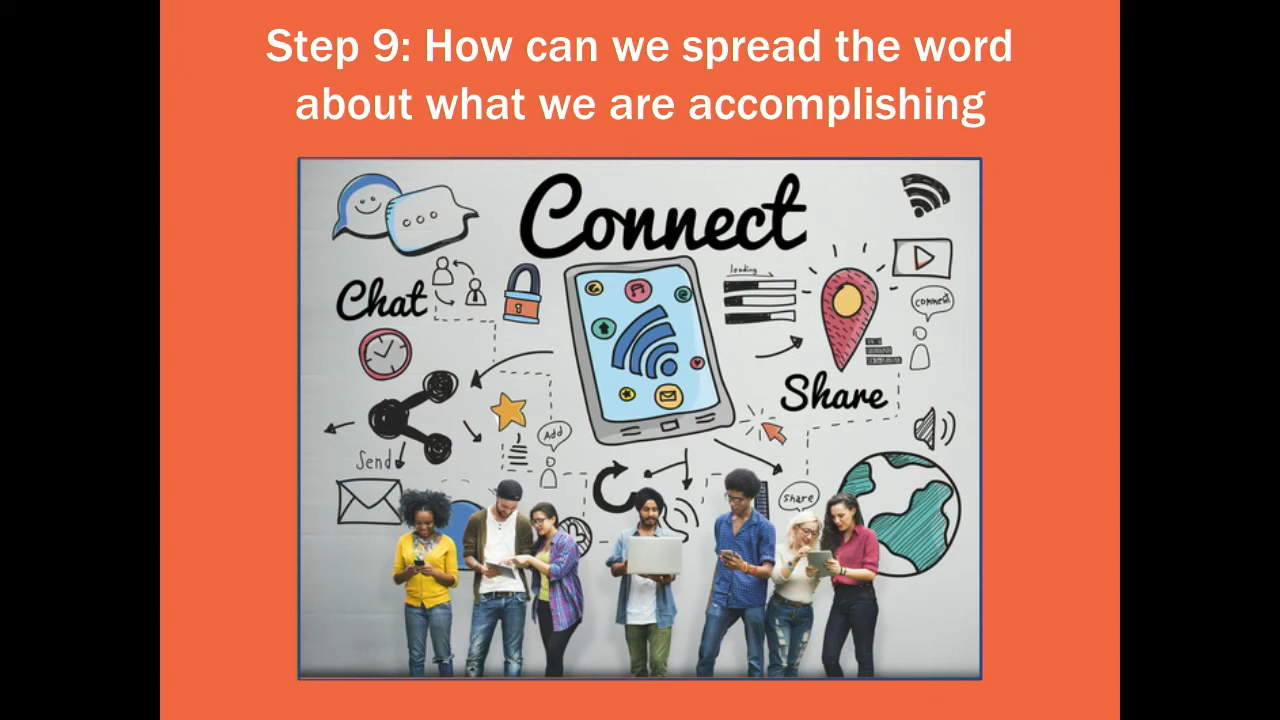 Step 9: How can we spread the word
about what we are accomplishing
Connect
Chat
loading
comment
Share
Add
Send
share